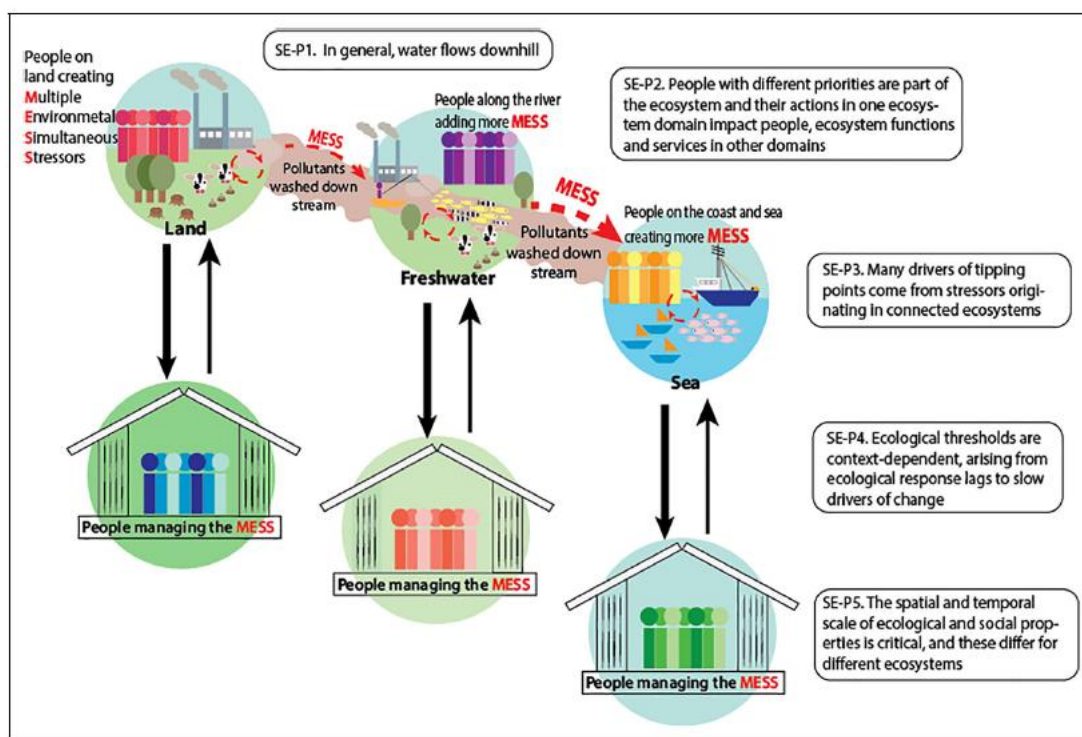 People on
land creating
Multiple
Environmetal
Simultaneous
Stressors
SE-P1. In general, water flows downhill
People along the river
adding more MESS
SE-P2. People with different priorities are part
of the ecosystem and their actions in one ecosys-
tem domain impact people, ecosystem functions
and services in other domains
MESS
Pollutants
washed down
stream
Land
MESS
Pollutants
washed down
stream
Freshwater
People on the coast and sea
creating more MESS
Sea
SE-P3. Many drivers of tipping
points come from stressors origi-
nating in connected ecosystems
People managing the MESS
People managing the MESS
People managing the MESS
SE-P4. Ecological thresholds are
context-dependent, arising from
ecological response lags to slow
drivers of change
SE-P5. The spatial and temporal
scale of ecological and social prop-
erties is critical, and these differ for
different ecosystems